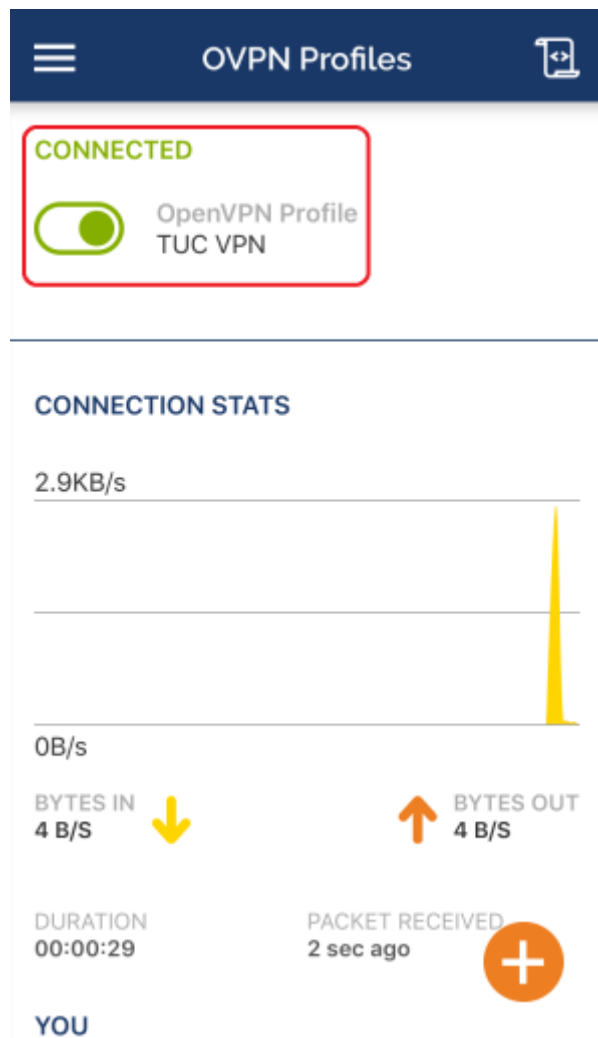 OVPN Profiles
CONNECTED
OpenVPN Profile
TUC VPN
CONNECTION STATS
2.9KB/s
0B/s
BYTES IN
4 B/S
BYTES OUT
4 B/S
DURATION
00:00:29
PACKET RECEIVED
2 sec ago
YOU